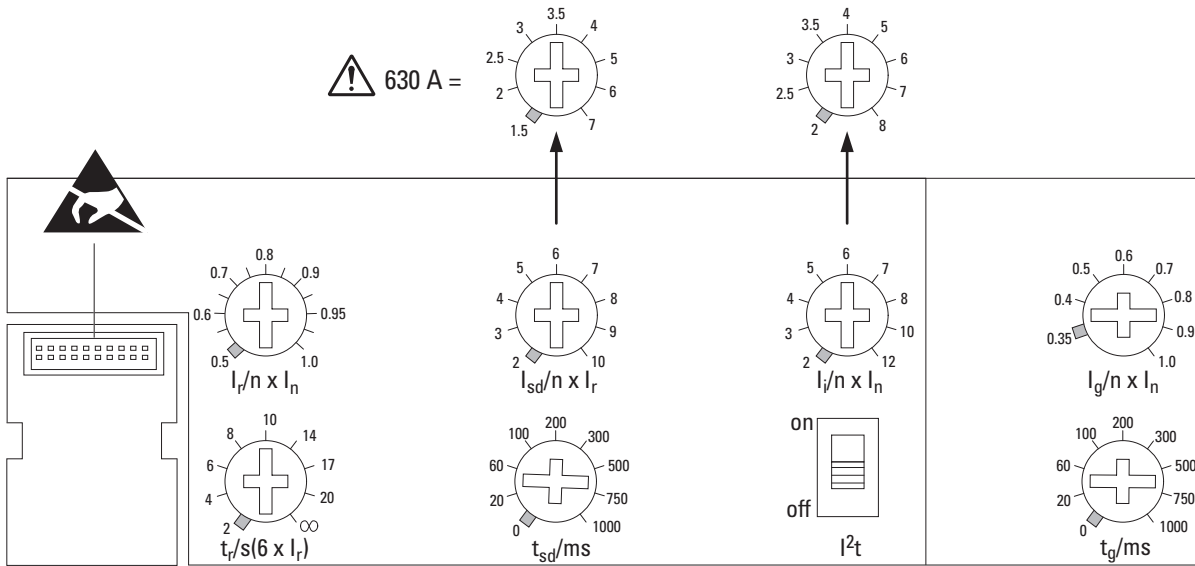 630 A =
1.5 2 2.5 3 3.5 4 5 6 7
2 2.5 3 3.5 4 5 6 7 8
0.5 0.6 0.7 0.8 0.9 0.95 1.0
Ir/n x In
2 3 4 5 6 7 8 9 10
Isd/n x Ir
2 3 4 5 6 7 8 10 12
Ii/n x In
0.35 0.4 0.5 0.6 0.7 0.8 0.9 1.0
Ig/n x In
2 4 6 8 10 14 17 20 ∞
tr/s(6 x Ir)
0 20 60 100 200 300 500 750 1000
tsd/ms
on
off
I²t
0 20 60 100 200 300 500 750 1000
tg/ms